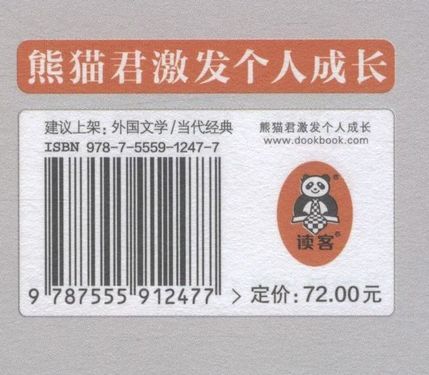 熊猫君激发个人成长
建议上架：外国文学/当代经典
ISBN 978-7-5559-1247-7
9 787555 912477 >
熊猫君激发个人成长
www.dookbook.com
读客®
定价：72.00元